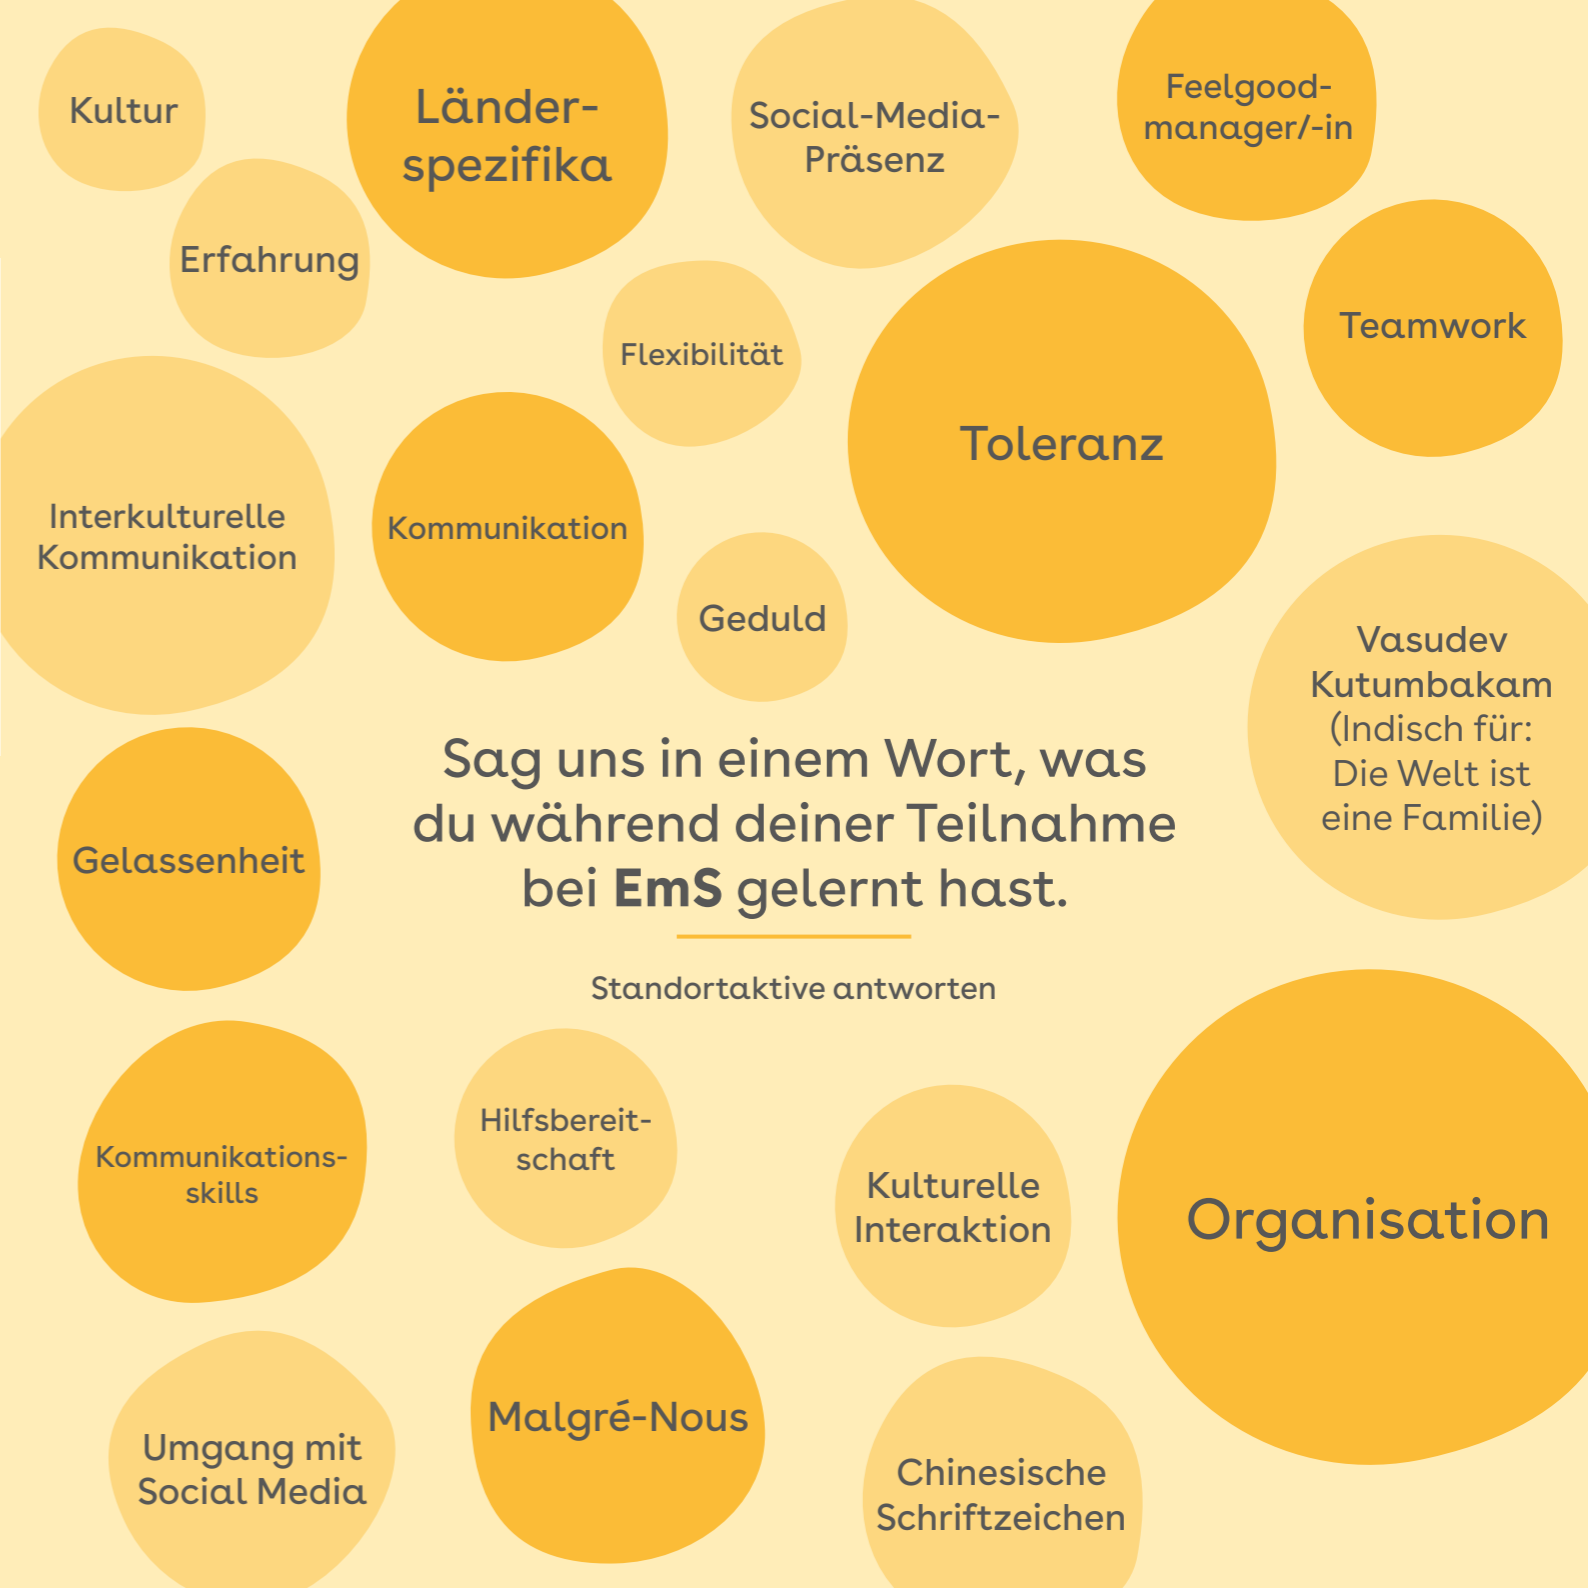 Kultur
Länder-
spezifika
Social-Media-
Präsenz
Feelgood-
manager/-in
Erfahrung
Flexibilität
Teamwork
Toleranz
Interkulturelle
Kommunikation
Kommunikation
Geduld
Vasudev
Kutumbakam
(Indisch für:
Die Welt ist
eine Familie)
Sag uns in einem Wort, was
du während deiner Teilnahme
bei EmS gelernt hast.
Standortaktive antworten
Gelassenheit
Kommunikations-
skills
Hilfsbereit-
schaft
Kulturelle
Interaktion
Organisation
Umgang mit
Social Media
Malgré-Nous
Chinesische
Schriftzeichen